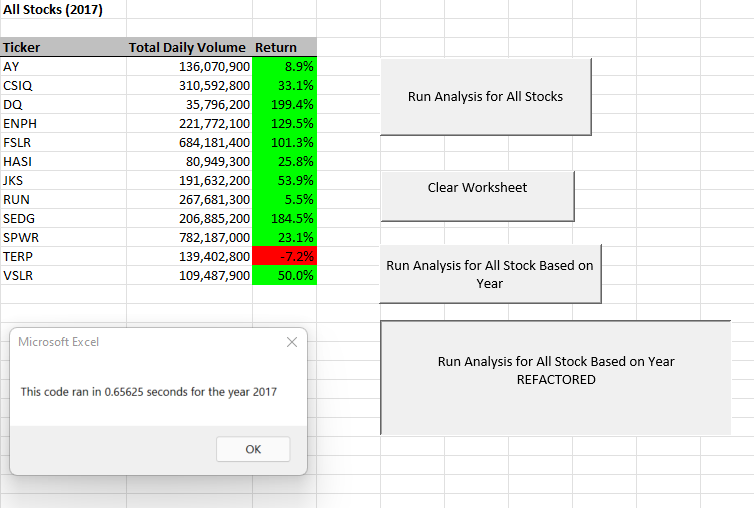 All Stocks (2017)
Ticker Total Daily Volume Return
AY 136,070,900 8.9%
CSIQ 310,592,800 33.1%
DQ 35,796,200 199.4%
ENPH 221,772,100 129.5%
FSLR 684,181,400 101.3%
HASI 80,949,300 25.8%
JKS 191,632,200 53.9%
RUN 267,681,300 5.5%
SEDG 206,885,200 184.5%
SPWR 782,187,000 23.1%
TERP 139,402,800 -7.2%
VSLR 109,487,900 50.0%
Run Analysis for All Stocks
Clear Worksheet
Run Analysis for All Stock Based on
Year
Run Analysis for All Stock Based on Year
REFACTORED
Microsoft Excel
This code ran in 0.65625 seconds for the year 2017
OK